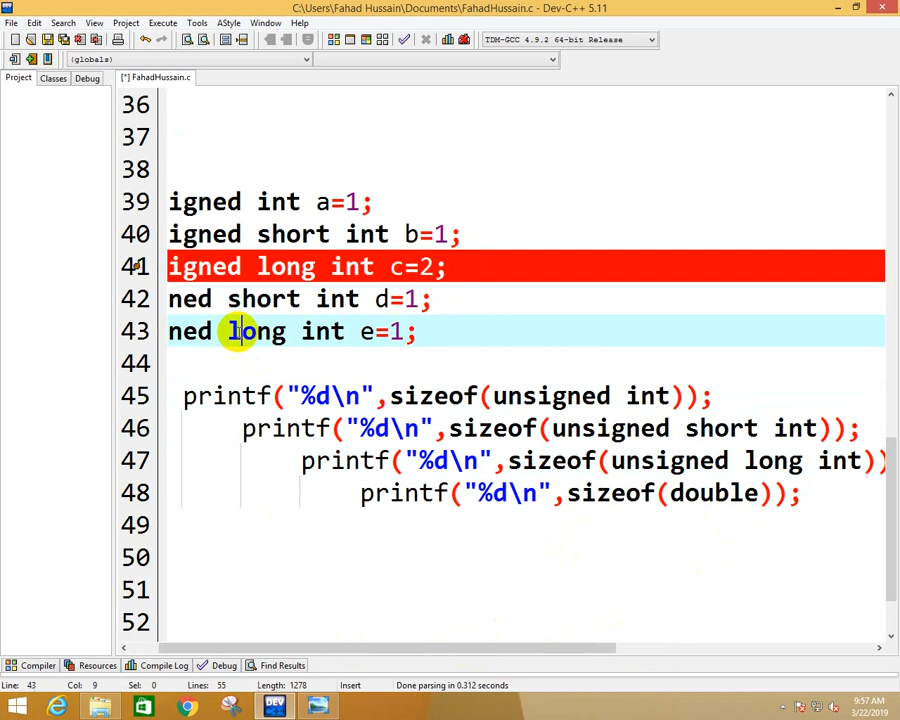 C:\Users\Fahad Hussain\Documents\FahadHussain.c - Dev-C++ 5.11
File Edit Search View Project Execute Tools AStyle Window Help
TDM-GCC 4.9.2 64-bit Release
(globals)
Project Classes Debug [*] FahadHussain.c
36
37
38
39 igned int a=1;
40 igned short int b=1;
41 igned long int c=2;
42 ned short int d=1;
43 ned long int e=1;
44
45 printf("%d\n",sizeof(unsigned int));
46 printf("%d\n",sizeof(unsigned short int));
47 printf("%d\n",sizeof(unsigned long int))
48 printf("%d\n",sizeof(double));
49
50
51
52
Compiler Resources Compile Log Debug Find Results
Line: 43 Col: 9 Sel: 0 Lines: 55 Length: 1278 Insert Done parsing in 0.312 seconds
DEV
9:57 AM
3/22/2019